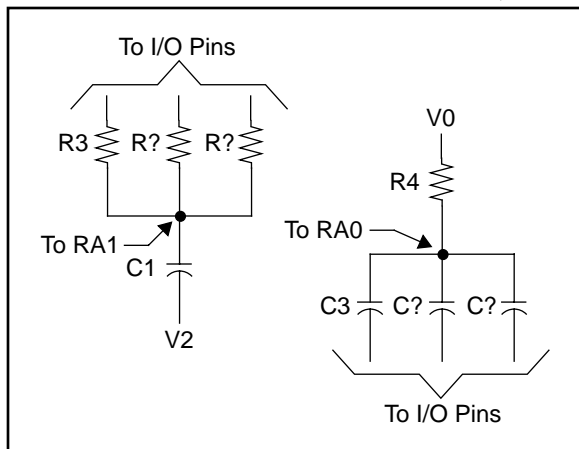 To I/O Pins
R3 R? R?
To RA1
C1
V2
V0
R4
To RA0
C3 C? C?
To I/O Pins